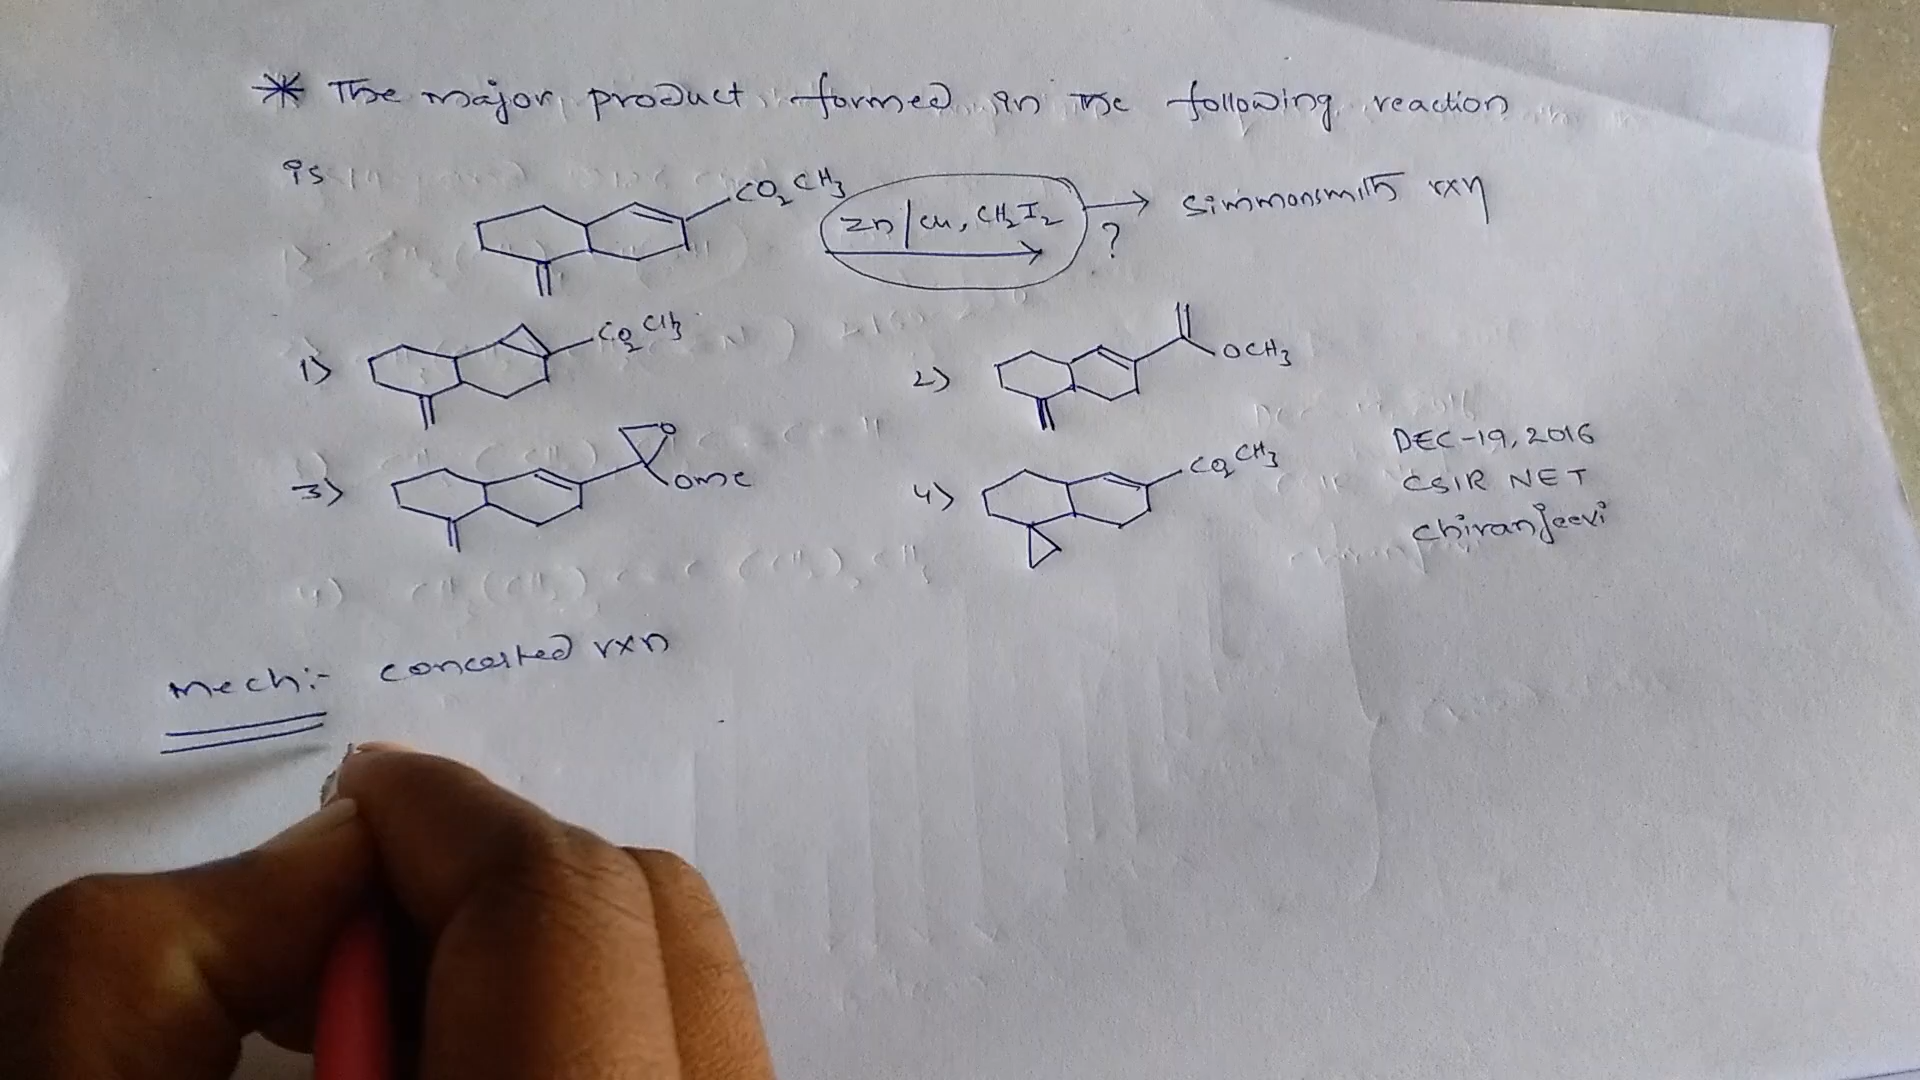 * The major product formed in the following reaction
is
CO2CH3
Zn/Cu, CH2I2
?
Simmonsmith rxn
1) CO2CH3
2) OCH3
3) O OMe
4) CO2CH3
DEC-19, 2016
CSIR NET
Chiranjeevi
Mech:- concerted rxn